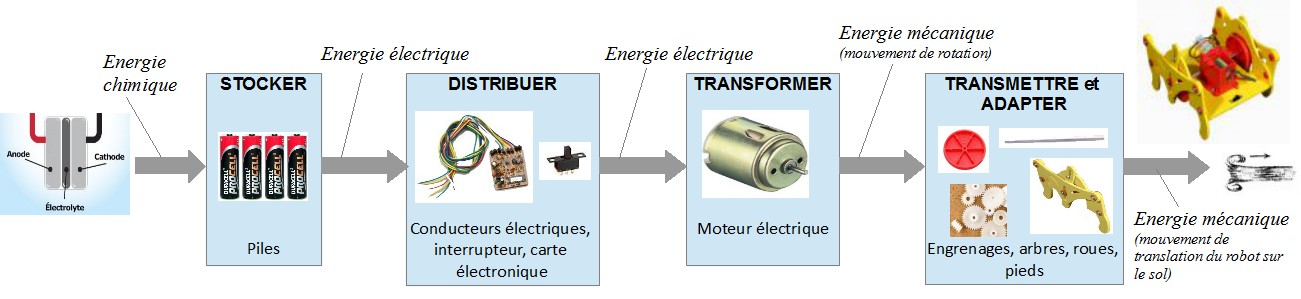 Energie
chimique
Anode
Cathode
Électrolyte
STOCKER
DURACELL PROCELL
DURACELL PROCELL
DURACELL PROCELL
DURACELL PROCELL
Piles
Energie électrique
DISTRIBUER
Conducteurs électriques,
interrupteur, carte
électronique
Energie électrique
TRANSFORMER
Moteur électrique
Energie mécanique
(mouvement de rotation)
TRANSMETTRE et
ADAPTER
Engrenages, arbres, roues,
pieds
Energie mécanique
(mouvement de
translation du robot sur
le sol)